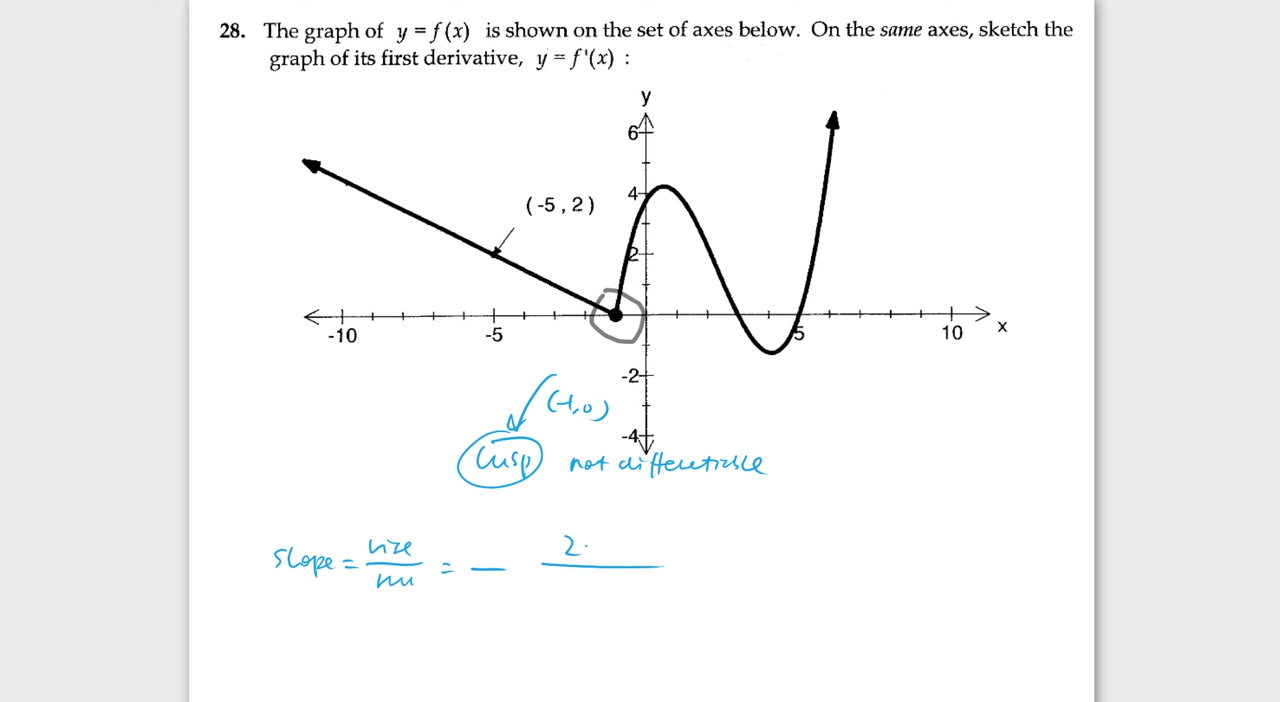 28. The graph of y = f(x) is shown on the set of axes below. On the same axes, sketch the
graph of its first derivative, y = f'(x) :
y
6
4
(-5, 2)
2
-10
-5
5
10
x
-2
(-1,0)
-4
Cusp not differentiable
slope = rise/run = — 2